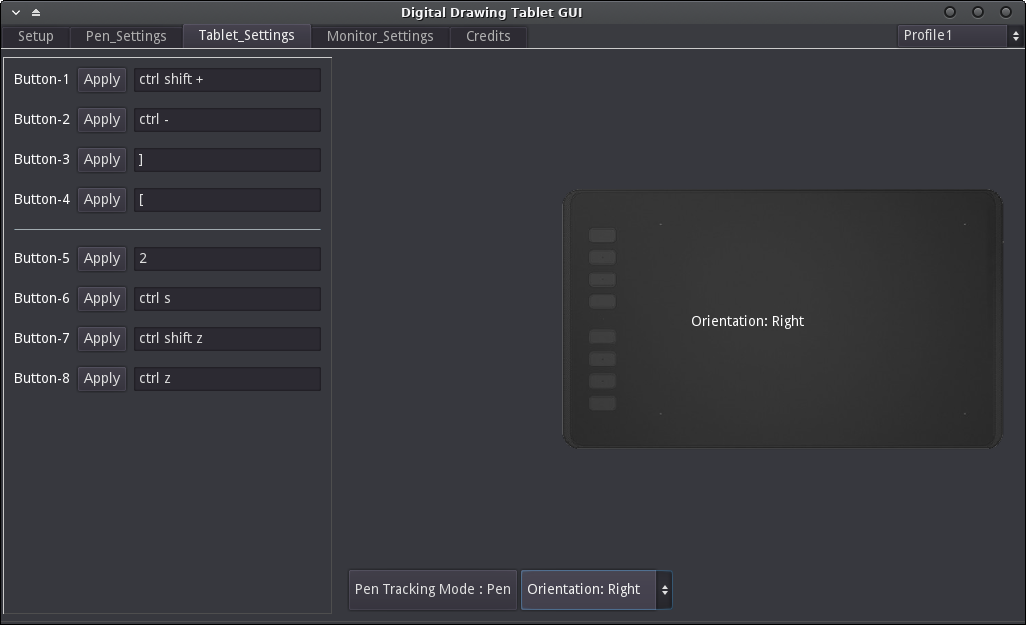 Digital Drawing Tablet GUI
Setup Pen_Settings Tablet_Settings Monitor_Settings Credits Profile1
Button-1 Apply ctrl shift +
Button-2 Apply ctrl -
Button-3 Apply ]
Button-4 Apply [
Button-5 Apply 2
Button-6 Apply ctrl s
Button-7 Apply ctrl shift z
Button-8 Apply ctrl z
Orientation: Right
Pen Tracking Mode : Pen Orientation: Right